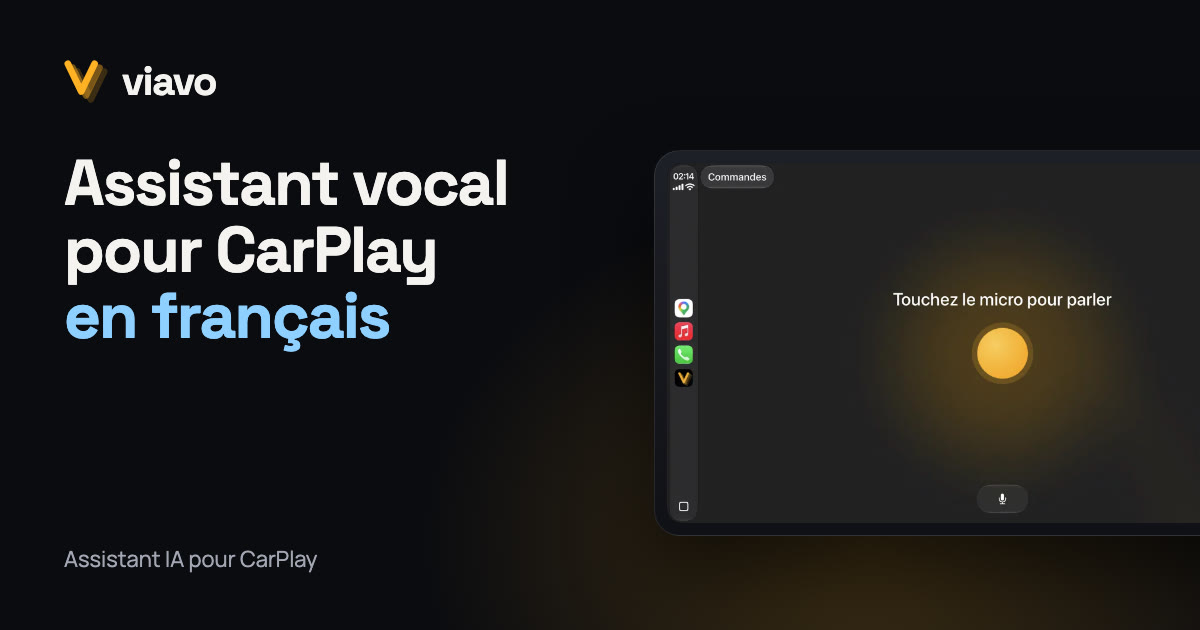 viavo
Assistant vocal
pour CarPlay
en français
02:14
Commandes
Touchez le micro pour parler
Assistant IA pour CarPlay